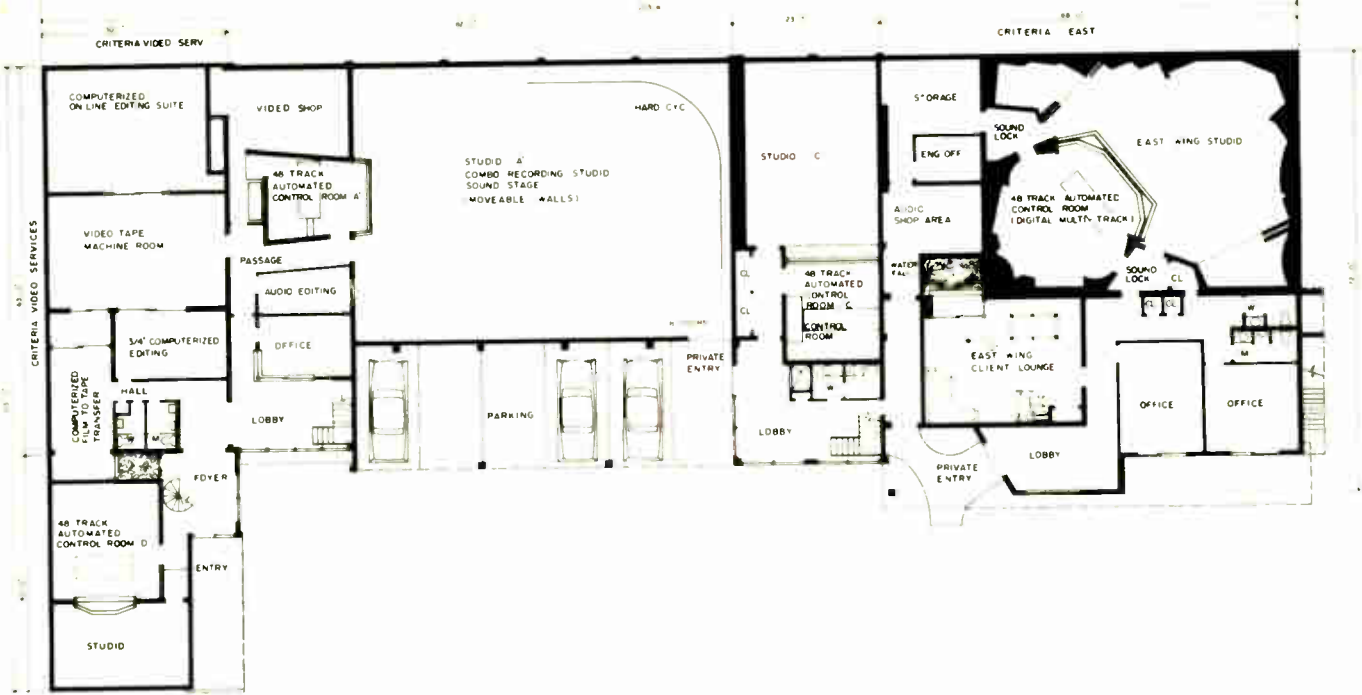 CRITERIA VIDEO SERV
CRITERIA EAST
CRITERIA VIDEO SERVICES
COMPUTERIZED
ON LINE EDITING SUITE
VIDEO SHOP
48 TRACK
AUTOMATED
CONTROL ROOM 'A'
VIDEO TAPE
MACHINE ROOM
PASSAGE
AUDIO EDITING
3/4" COMPUTERIZED
EDITING
OFFICE
COMPUTERIZED
FILM TO TAPE
TRANSFER
HALL
W
M
LOBBY
FOYER
48 TRACK
AUTOMATED
CONTROL ROOM D
ENTRY
STUDIO
HARD CYC
STUDIO A'
COMBO RECORDING STUDIO
SOUND STAGE
(MOVEABLE WALLS)
PARKING
PRIVATE
ENTRY
STUDIO C
CL
CL
48 TRACK
AUTOMATED
CONTROL
ROOM C
CONTROL
ROOM
W
LOBBY
STORAGE
ENG OFF
AUDIO
SHOP AREA
WATER
FALL
SOUND
LOCK
EAST WING STUDIO
48 TRACK AUTOMATED
CONTROL ROOM
(DIGITAL MULTI-TRACK)
SOUND
LOCK
CL
CL
CL
EAST WING
CLIENT LOUNGE
W
M
OFFICE
OFFICE
LOBBY
PRIVATE
ENTRY